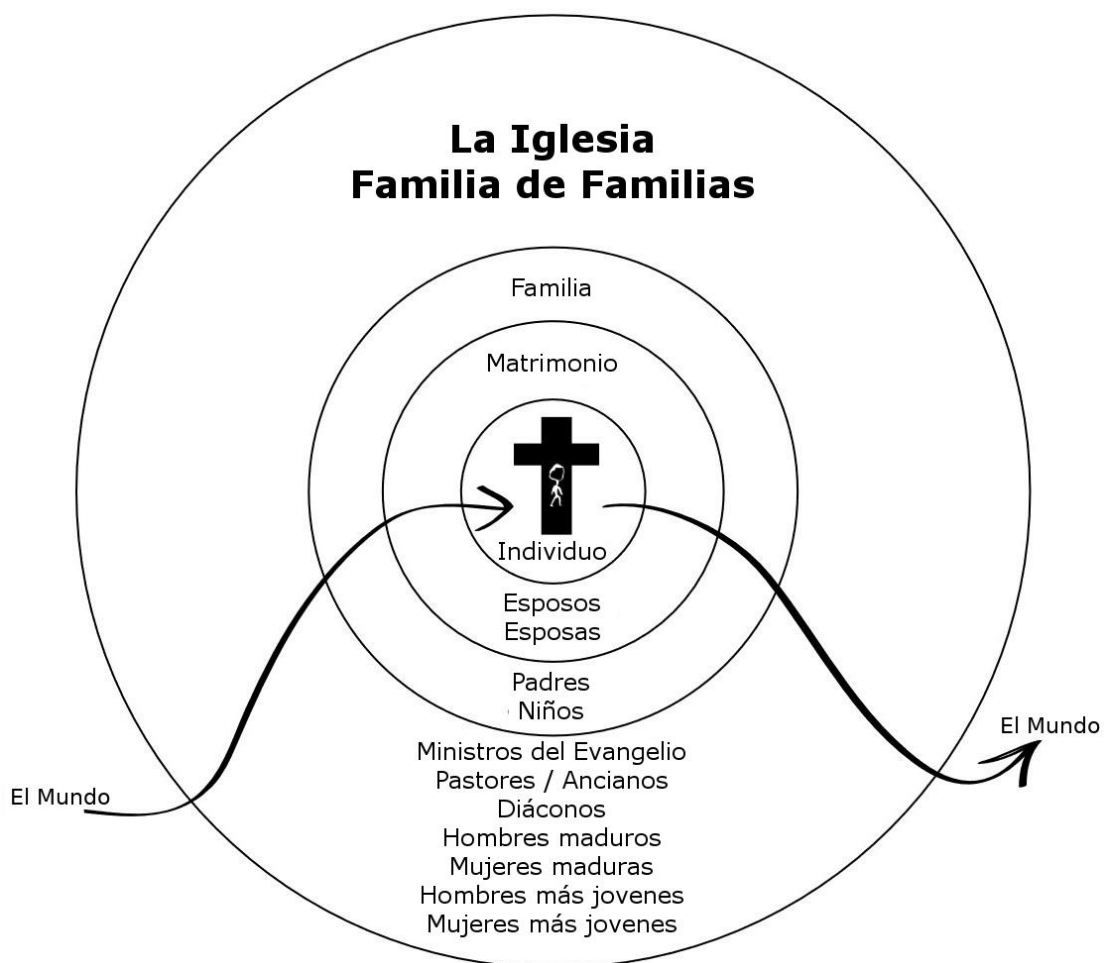 La Iglesia
Familia de Familias
Familia
Matrimonio
Individuo
Esposos
Esposas
Padres
Niños
Ministros del Evangelio
Pastores / Ancianos
Diáconos
Hombres maduros
Mujeres maduras
Hombres más jovenes
Mujeres más jovenes
El Mundo
El Mundo